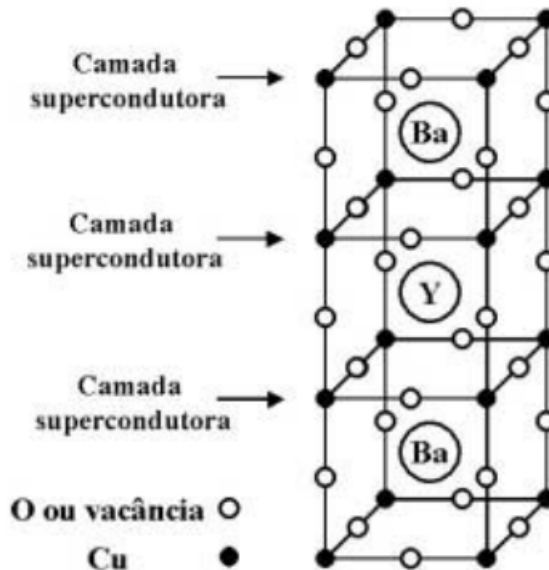 Camada
supercondutora
Ba
Camada
supercondutora
Y
Camada
supercondutora
Ba
O ou vacância
Cu